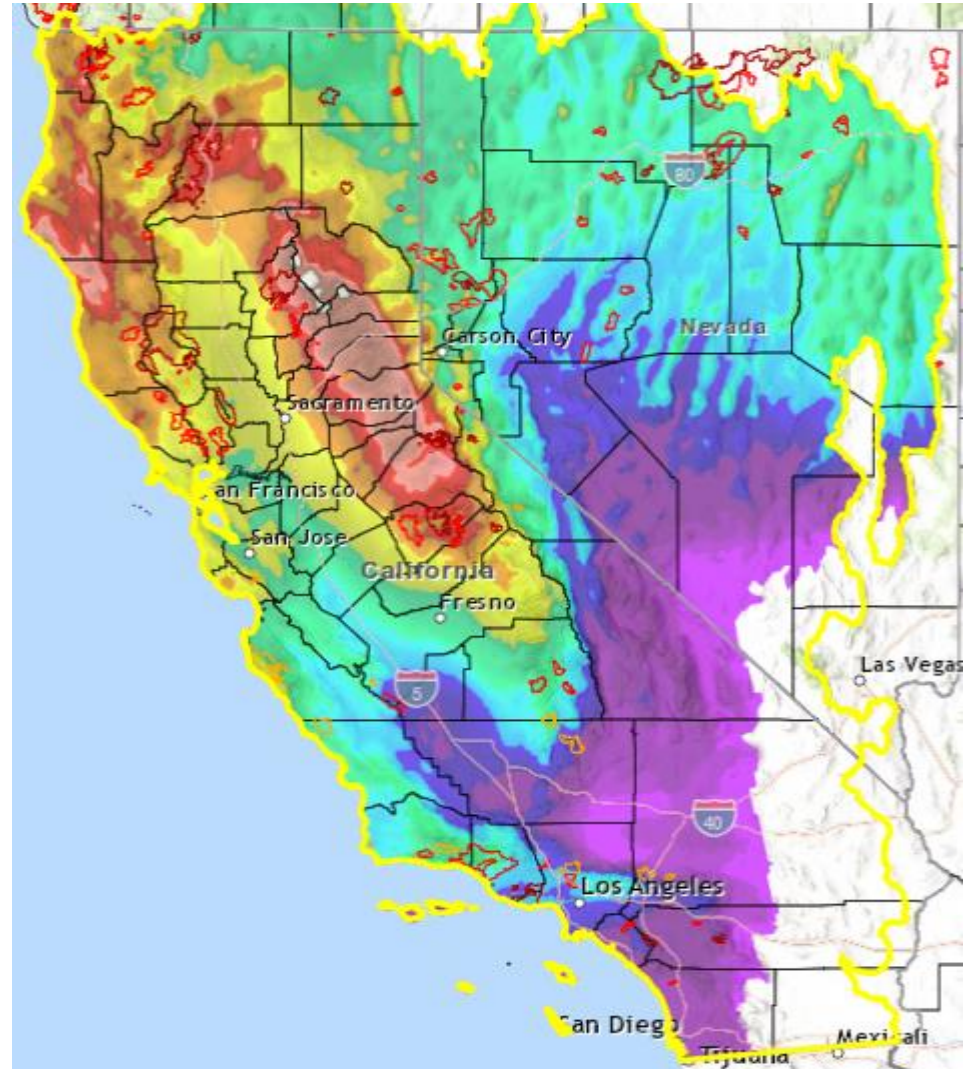 80
Nevada
Carson City
Sacramento
an Francisco
San Jose
California
Fresno
Las Vegas
5
40
Los Angeles
San Diego
Mexicali
Tijuana